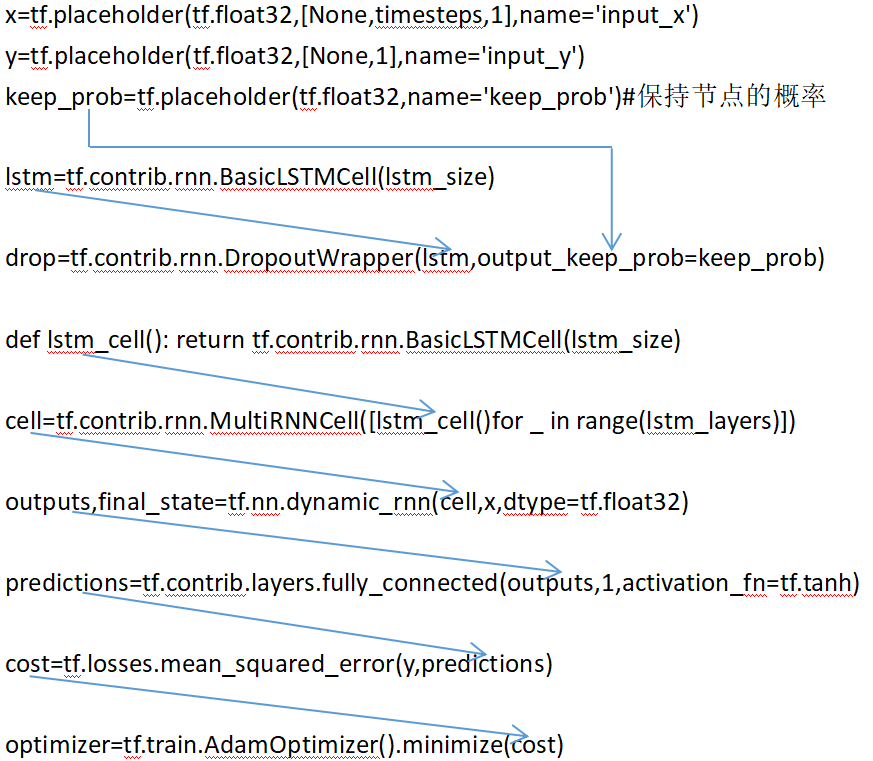 x=tf.placeholder(tf.float32,[None,timesteps,1],name='input_x')
y=tf.placeholder(tf.float32,[None,1],name='input_y')
keep_prob=tf.placeholder(tf.float32,name='keep_prob')#保持节点的概率
lstm=tf.contrib.rnn.BasicLSTMCell(lstm_size)
drop=tf.contrib.rnn.DropoutWrapper(lstm,output_keep_prob=keep_prob)
def lstm_cell(): return tf.contrib.rnn.BasicLSTMCell(lstm_size)
cell=tf.contrib.rnn.MultiRNNCell([lstm_cell()for _ in range(lstm_layers)])
outputs,final_state=tf.nn.dynamic_rnn(cell,x,dtype=tf.float32)
predictions=tf.contrib.layers.fully_connected(outputs,1,activation_fn=tf.tanh)
cost=tf.losses.mean_squared_error(y,predictions)
optimizer=tf.train.AdamOptimizer().minimize(cost)